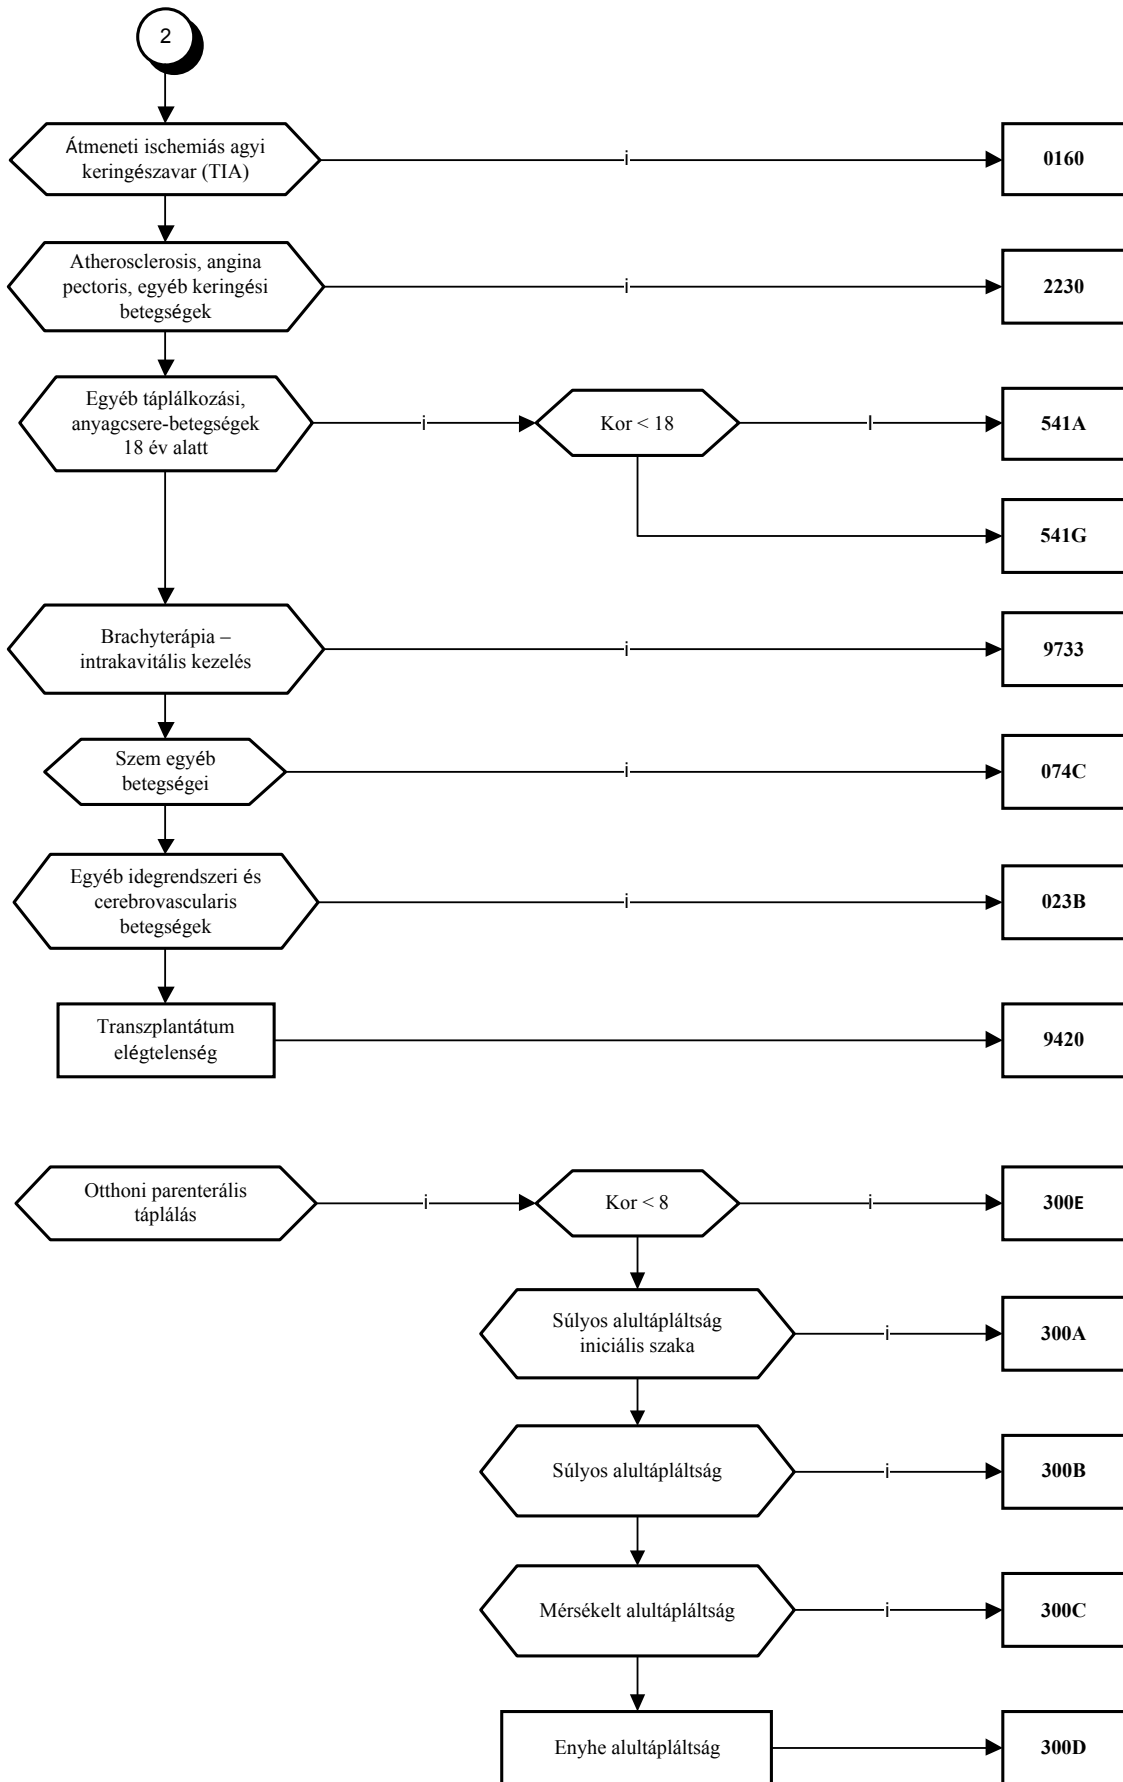 2
Átmeneti ischemiás agyi
keringészavar (TIA)
i
0160
Atherosclerosis, angina
pectoris, egyéb keringési
betegségek
i
2230
Egyéb táplálkozási,
anyagcsere-betegségek
18 év alatt
i
Kor < 18
I
541A
541G
Brachyterápia –
intrakavitális kezelés
i
9733
Szem egyéb
betegségei
i
074C
Egyéb idegrendszeri és
cerebrovascularis
betegségek
i
023B
Transzplantátum
elégtelenség
9420
Otthoni parenterális
táplálás
i
Kor < 8
i
300E
Súlyos alultápláltság
iniciális szaka
i
300A
Súlyos alultápláltság
i
300B
Mérsékelt alultápláltság
i
300C
Enyhe alultápláltság
300D